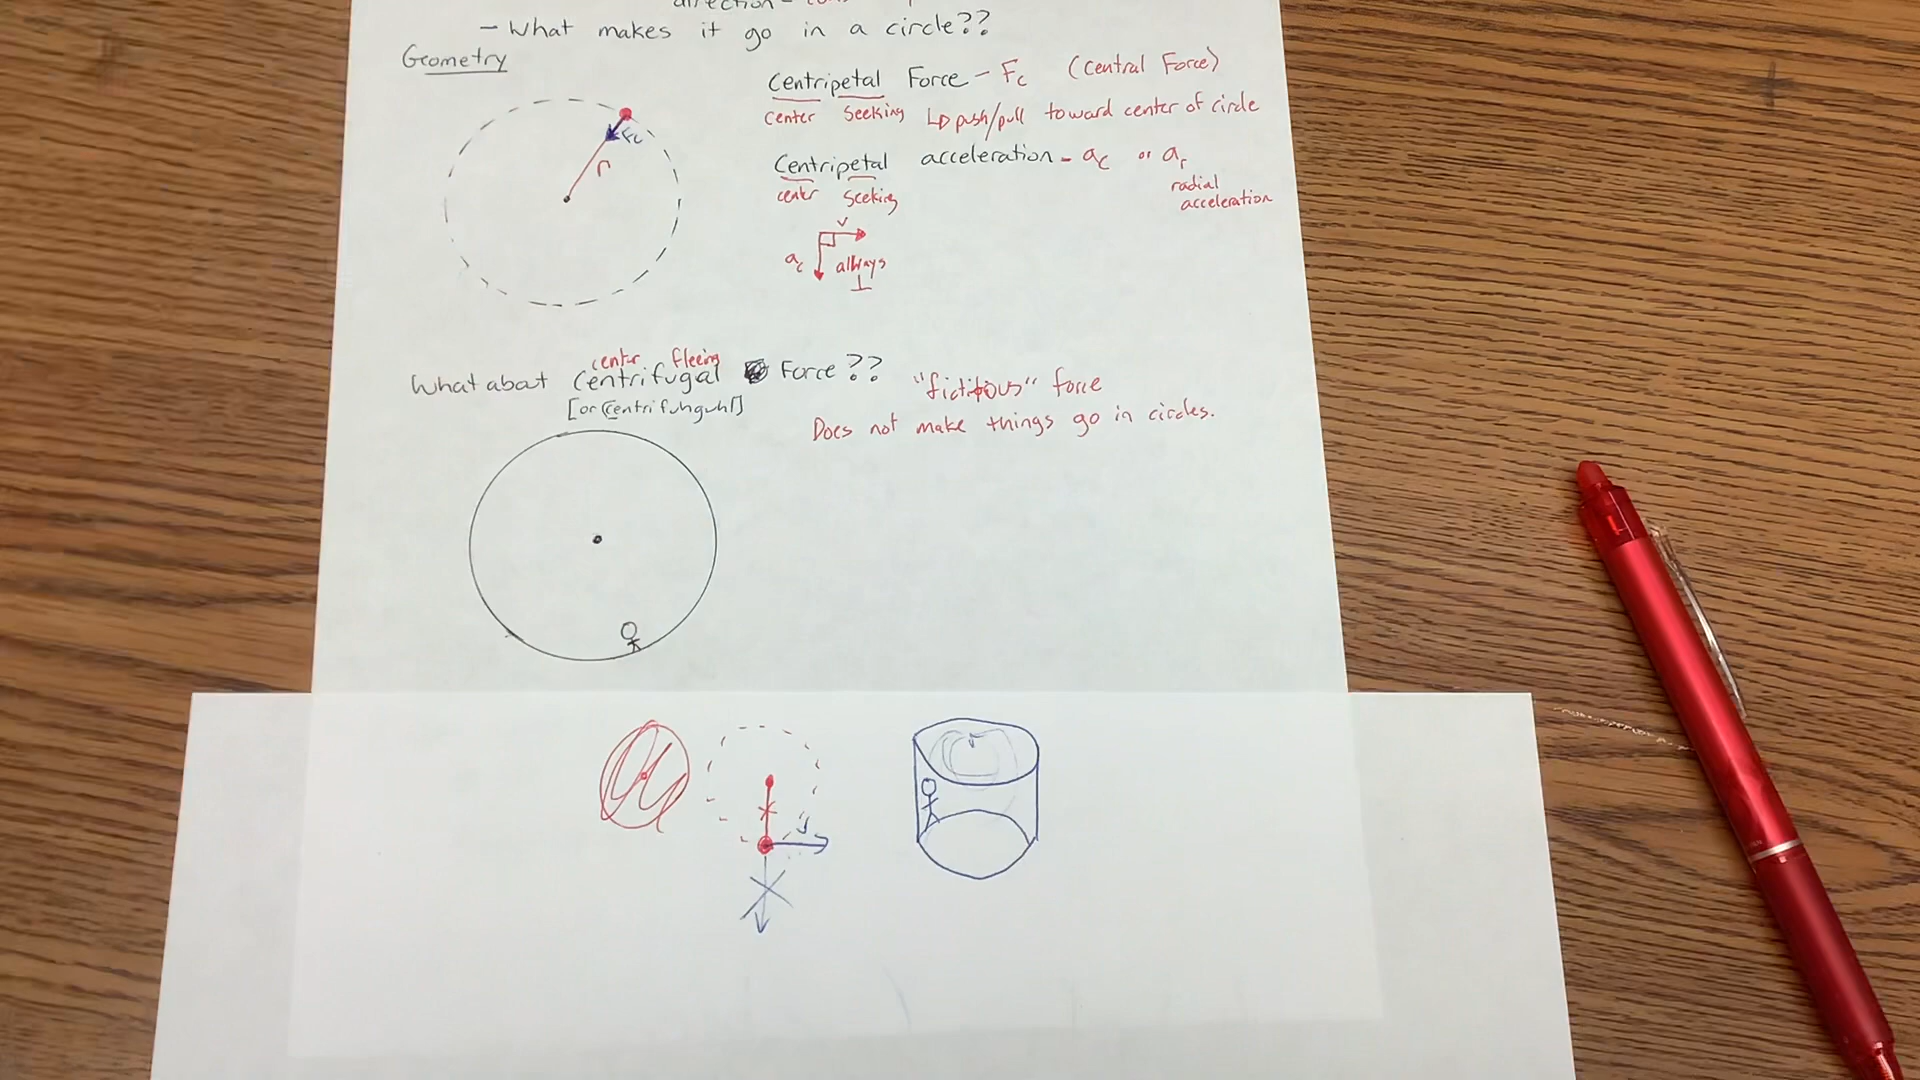 direction -
- What makes it go in a circle??
Geometry
Centripetal Force - Fc (Central Force)
center seeking ↳ push/pull toward center of circle
Fc
r
Centripetal acceleration - ac or ar
center seeking
radial
acceleration
v
ac always
⊥
center fleeing
What about Centrifugal Force??
[or (centrifuhguhl]
"fictitious" force
Does not make things go in circles.